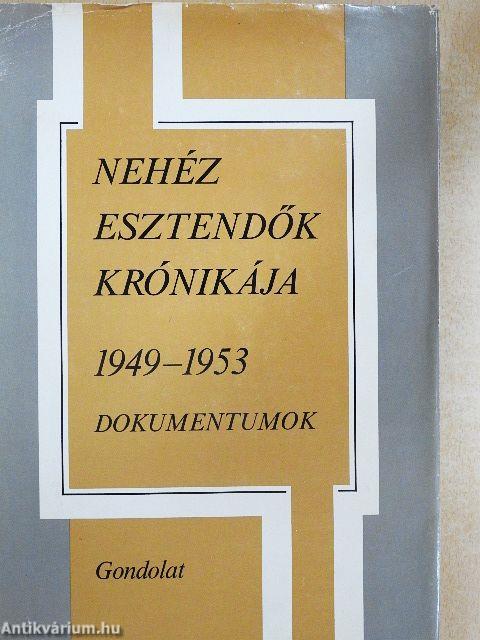 NEHÉZ
ESZTENDŐK
KRÓNIKÁJA
1949–1953
DOKUMENTUMOK
Gondolat
Antikvárium.hu